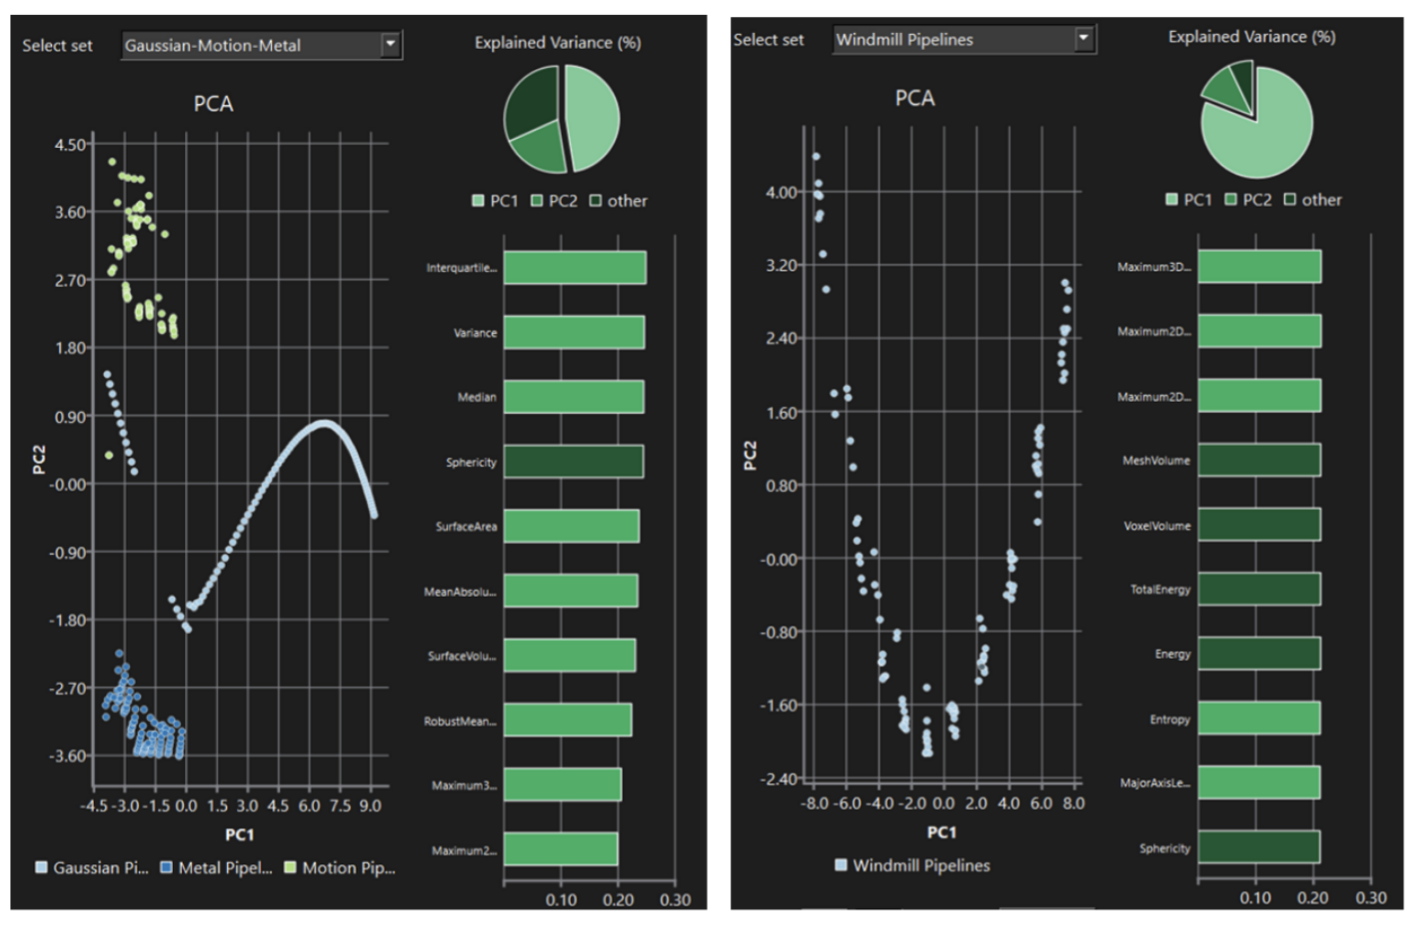 Select set
Gaussian-Motion-Metal
Explained Variance (%)
PCA
PC1 PC2 other
4.50
3.60
2.70
1.80
0.90
-0.00
-0.90
-1.80
-2.70
-3.60
PC2
-4.5 -3.0 -1.5 0.0 1.5 3.0 4.5 6.0 7.5 9.0
PC1
Gaussian Pi... Metal Pipel... Motion Pip...
Interquartile...
Variance
Median
Sphericity
SurfaceArea
MeanAbsolu...
SurfaceVolu...
RobustMean...
Maximum3...
Maximum2...
0.10 0.20 0.30
Select set
Windmill Pipelines
Explained Variance (%)
PCA
PC1 PC2 other
4.00
3.20
2.40
1.60
0.80
-0.00
-0.80
-1.60
-2.40
PC2
-8.0 -6.0 -4.0 -2.0 0.0 2.0 4.0 6.0 8.0
PC1
Windmill Pipelines
Maximum3D...
Maximum2D...
Maximum2D...
MeshVolume
VoxelVolume
TotalEnergy
Energy
Entropy
MajorAxisLe...
Sphericity
0.10 0.20 0.30